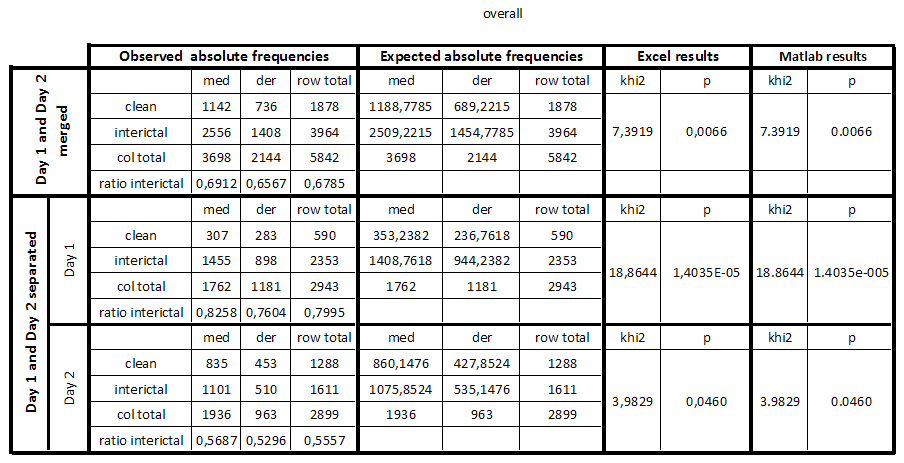 overall
Observed absolute frequencies Expected absolute frequencies Excel results Matlab results
Day 1 and Day 2 merged
med der row total med der row total khi2 p khi2 p
clean 1142 736 1878 1188,7785 689,2215 1878
interictal 2556 1408 3964 2509,2215 1454,7785 3964
7,3919 0,0066 7.3919 0.0066
col total 3698 2144 5842 3698 2144 5842
ratio interictal 0,6912 0,6567 0,6785
Day 1 and Day 2 separated
Day 1
med der row total med der row total khi2 p khi2 p
clean 307 283 590 353,2382 236,7618 590
interictal 1455 898 2353 1408,7618 944,2382 2353
18,8644 1,4035E-05 18.8644 1.4035e-005
col total 1762 1181 2943 1762 1181 2943
ratio interictal 0,8258 0,7604 0,7995
Day 2
med der row total med der row total khi2 p khi2 p
clean 835 453 1288 860,1476 427,8524 1288
interictal 1101 510 1611 1075,8524 535,1476 1611
3,9829 0,0460 3.9829 0.0460
col total 1936 963 2899 1936 963 2899
ratio interictal 0,5687 0,5296 0,5557